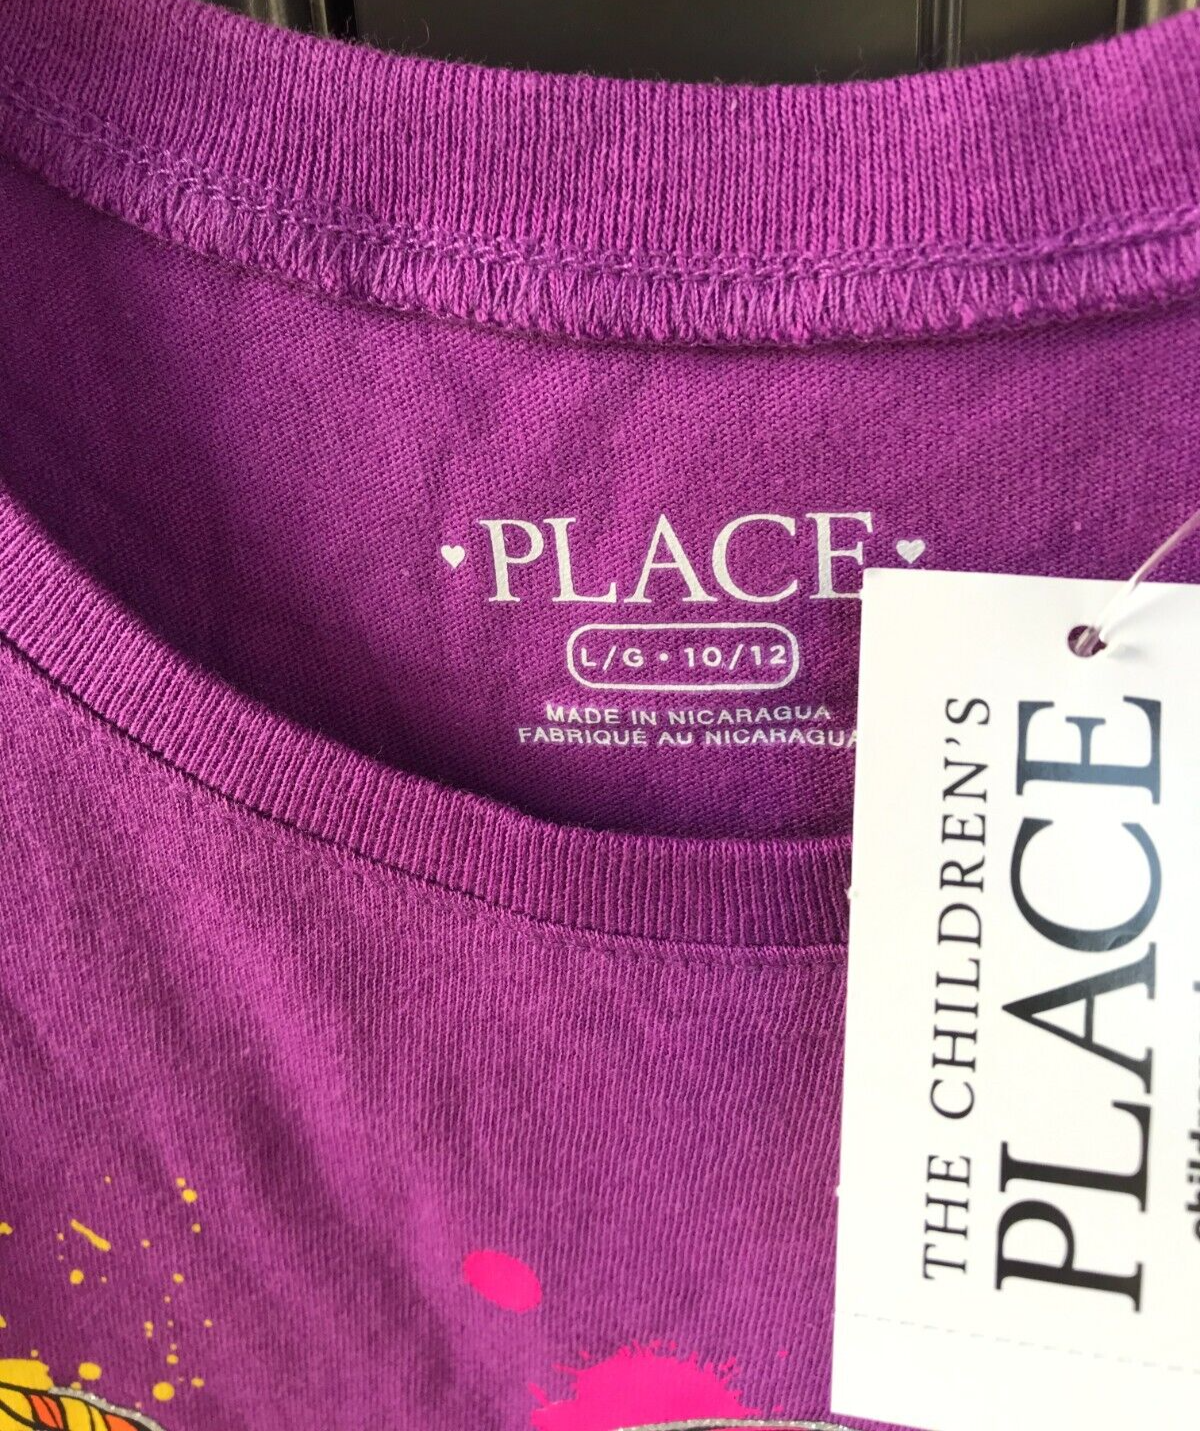 PLACE
L/G • 10/12
MADE IN NICARAGUA
FABRIQUÉ AU NICARAGUA
THE CHILDREN'S
PLACE